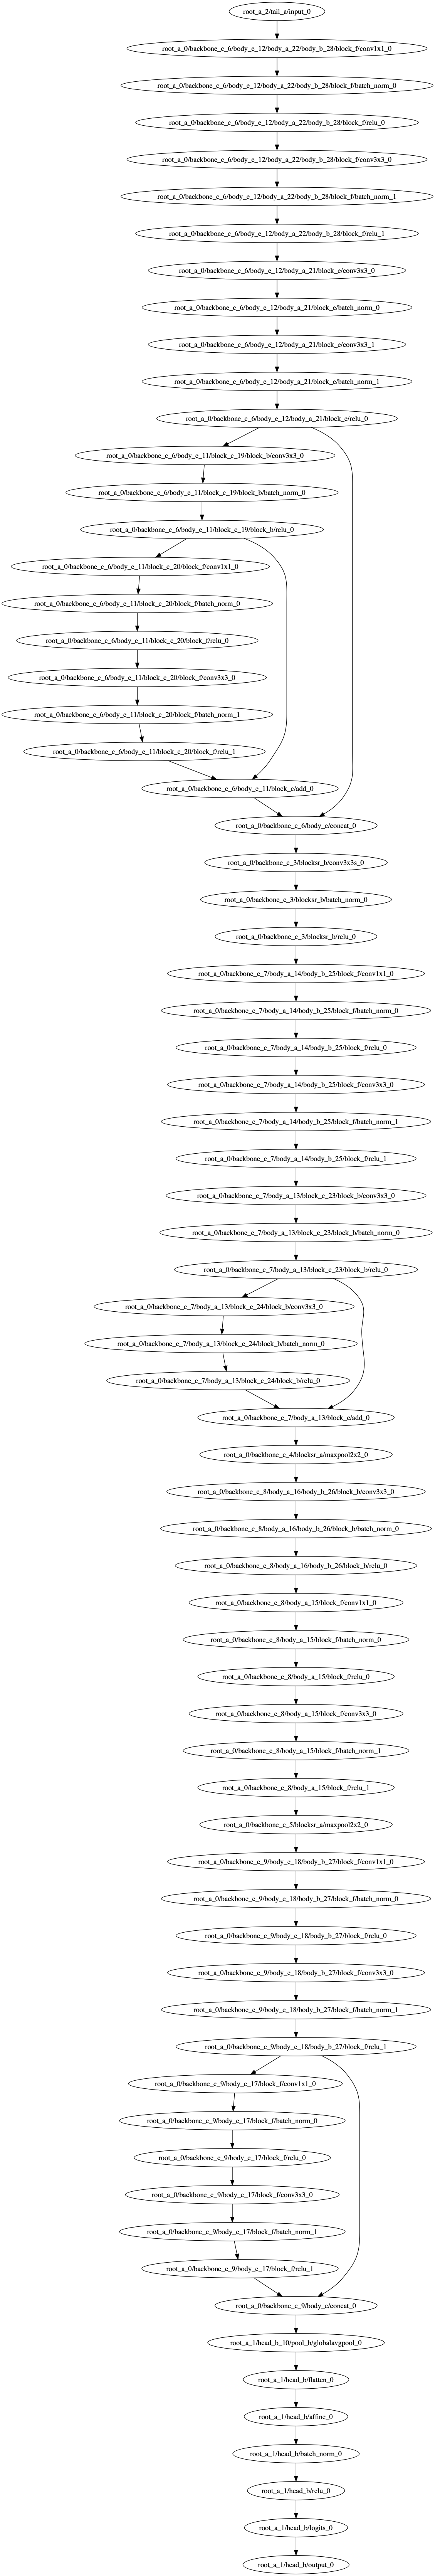 root_a_2/tail_a/input_0
root_a_0/backbone_c_6/body_e_12/body_a_22/body_b_28/block_f/conv1x1_0
root_a_0/backbone_c_6/body_e_12/body_a_22/body_b_28/block_f/batch_norm_0
root_a_0/backbone_c_6/body_e_12/body_a_22/body_b_28/block_f/relu_0
root_a_0/backbone_c_6/body_e_12/body_a_22/body_b_28/block_f/conv3x3_0
root_a_0/backbone_c_6/body_e_12/body_a_22/body_b_28/block_f/batch_norm_1
root_a_0/backbone_c_6/body_e_12/body_a_22/body_b_28/block_f/relu_1
root_a_0/backbone_c_6/body_e_12/body_a_21/block_e/conv3x3_0
root_a_0/backbone_c_6/body_e_12/body_a_21/block_e/batch_norm_0
root_a_0/backbone_c_6/body_e_12/body_a_21/block_e/conv3x3_1
root_a_0/backbone_c_6/body_e_12/body_a_21/block_e/batch_norm_1
root_a_0/backbone_c_6/body_e_12/body_a_21/block_e/relu_0
root_a_0/backbone_c_6/body_e_11/block_c_19/block_b/conv3x3_0
root_a_0/backbone_c_6/body_e_11/block_c_19/block_b/batch_norm_0
root_a_0/backbone_c_6/body_e_11/block_c_19/block_b/relu_0
root_a_0/backbone_c_6/body_e_11/block_c_20/block_f/conv1x1_0
root_a_0/backbone_c_6/body_e_11/block_c_20/block_f/batch_norm_0
root_a_0/backbone_c_6/body_e_11/block_c_20/block_f/relu_0
root_a_0/backbone_c_6/body_e_11/block_c_20/block_f/conv3x3_0
root_a_0/backbone_c_6/body_e_11/block_c_20/block_f/batch_norm_1
root_a_0/backbone_c_6/body_e_11/block_c_20/block_f/relu_1
root_a_0/backbone_c_6/body_e_11/block_c/add_0
root_a_0/backbone_c_6/body_e/concat_0
root_a_0/backbone_c_3/blocksr_b/conv3x3s_0
root_a_0/backbone_c_3/blocksr_b/batch_norm_0
root_a_0/backbone_c_3/blocksr_b/relu_0
root_a_0/backbone_c_7/body_a_14/body_b_25/block_f/conv1x1_0
root_a_0/backbone_c_7/body_a_14/body_b_25/block_f/batch_norm_0
root_a_0/backbone_c_7/body_a_14/body_b_25/block_f/relu_0
root_a_0/backbone_c_7/body_a_14/body_b_25/block_f/conv3x3_0
root_a_0/backbone_c_7/body_a_14/body_b_25/block_f/batch_norm_1
root_a_0/backbone_c_7/body_a_14/body_b_25/block_f/relu_1
root_a_0/backbone_c_7/body_a_13/block_c_23/block_b/conv3x3_0
root_a_0/backbone_c_7/body_a_13/block_c_23/block_b/batch_norm_0
root_a_0/backbone_c_7/body_a_13/block_c_23/block_b/relu_0
root_a_0/backbone_c_7/body_a_13/block_c_24/block_b/conv3x3_0
root_a_0/backbone_c_7/body_a_13/block_c_24/block_b/batch_norm_0
root_a_0/backbone_c_7/body_a_13/block_c_24/block_b/relu_0
root_a_0/backbone_c_7/body_a_13/block_c/add_0
root_a_0/backbone_c_4/blocksr_a/maxpool2x2_0
root_a_0/backbone_c_8/body_a_16/body_b_26/block_b/conv3x3_0
root_a_0/backbone_c_8/body_a_16/body_b_26/block_b/batch_norm_0
root_a_0/backbone_c_8/body_a_16/body_b_26/block_b/relu_0
root_a_0/backbone_c_8/body_a_15/block_f/conv1x1_0
root_a_0/backbone_c_8/body_a_15/block_f/batch_norm_0
root_a_0/backbone_c_8/body_a_15/block_f/relu_0
root_a_0/backbone_c_8/body_a_15/block_f/conv3x3_0
root_a_0/backbone_c_8/body_a_15/block_f/batch_norm_1
root_a_0/backbone_c_8/body_a_15/block_f/relu_1
root_a_0/backbone_c_5/blocksr_a/maxpool2x2_0
root_a_0/backbone_c_9/body_e_18/body_b_27/block_f/conv1x1_0
root_a_0/backbone_c_9/body_e_18/body_b_27/block_f/batch_norm_0
root_a_0/backbone_c_9/body_e_18/body_b_27/block_f/relu_0
root_a_0/backbone_c_9/body_e_18/body_b_27/block_f/conv3x3_0
root_a_0/backbone_c_9/body_e_18/body_b_27/block_f/batch_norm_1
root_a_0/backbone_c_9/body_e_18/body_b_27/block_f/relu_1
root_a_0/backbone_c_9/body_e_17/block_f/conv1x1_0
root_a_0/backbone_c_9/body_e_17/block_f/batch_norm_0
root_a_0/backbone_c_9/body_e_17/block_f/relu_0
root_a_0/backbone_c_9/body_e_17/block_f/conv3x3_0
root_a_0/backbone_c_9/body_e_17/block_f/batch_norm_1
root_a_0/backbone_c_9/body_e_17/block_f/relu_1
root_a_0/backbone_c_9/body_e/concat_0
root_a_1/head_b_10/pool_b/globalavgpool_0
root_a_1/head_b/flatten_0
root_a_1/head_b/affine_0
root_a_1/head_b/batch_norm_0
root_a_1/head_b/relu_0
root_a_1/head_b/logits_0
root_a_1/head_b/output_0